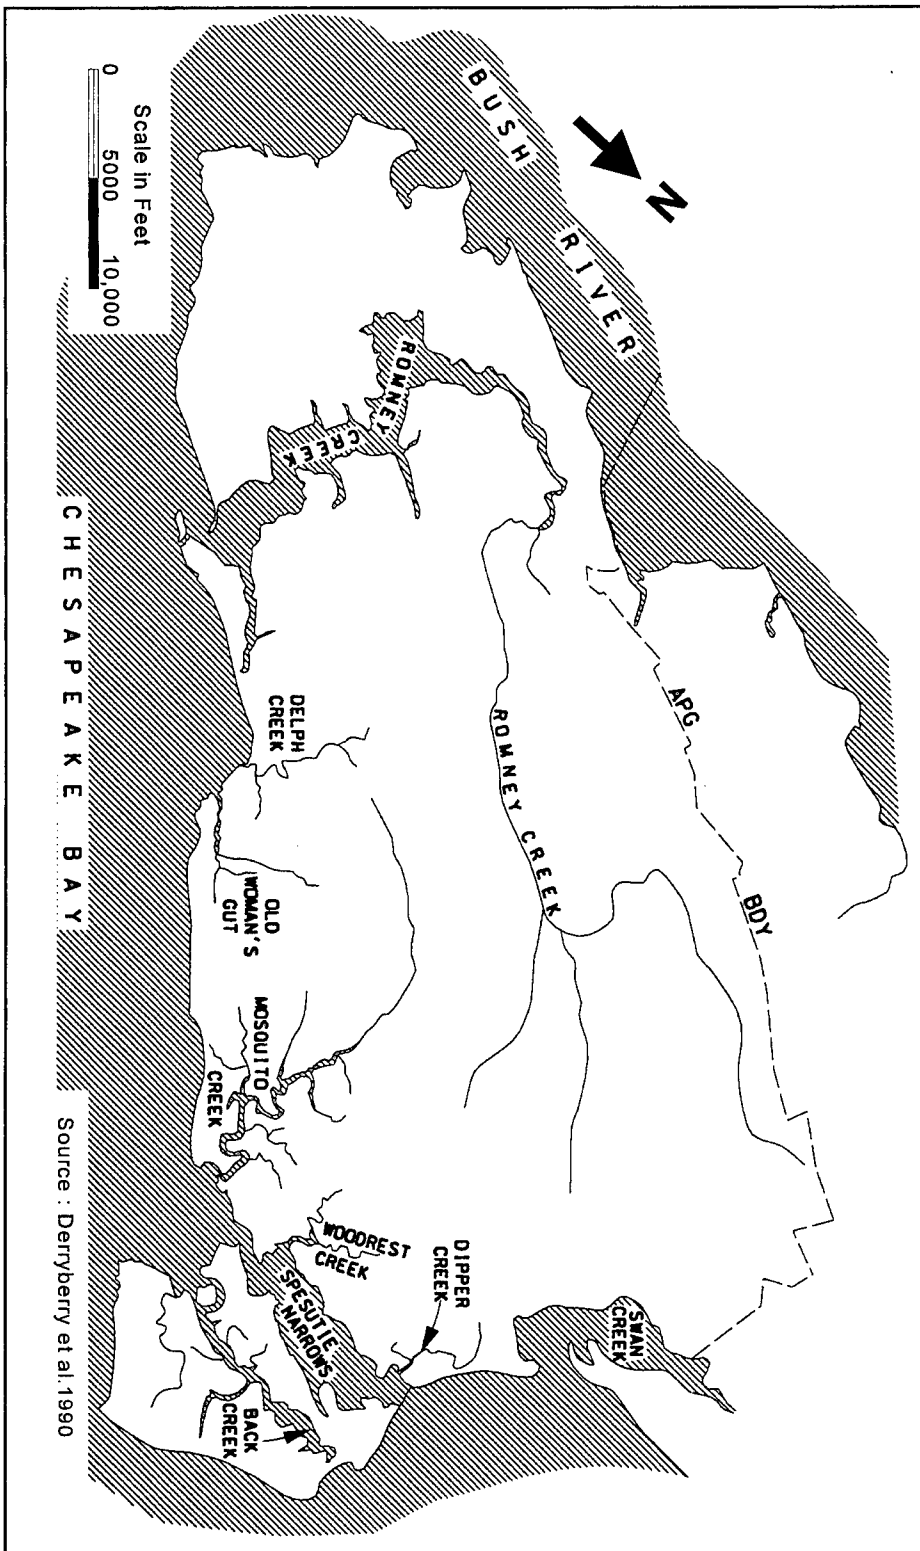 BUSH
RIVER
N
Scale in Feet
0 5000 10,000
ROMNEY
CREEK
ROMNEY CREEK
APG
BDY
DELPH
CREEK
OLD
WOMAN'S
GUT
MOSQUITO
CREEK
WOODREST
CREEK
DIPPER
CREEK
SWAN
CREEK
SPESUTIE
NARROWS
BACK
CREEK
CHESAPEAKE BAY
Source : Derryberry et al.1990